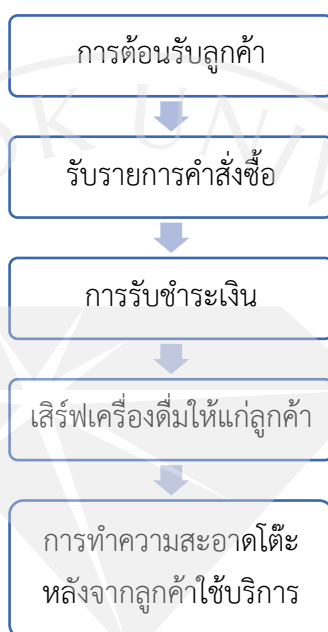 การต้อนรับลูกค้า
รับรายการคำสั่งซื้อ
การรับชำระเงิน
เสิร์ฟเครื่องดื่มให้แก่ลูกค้า
การทำความสะอาดโต๊ะ
หลังจากลูกค้าใช้บริการ